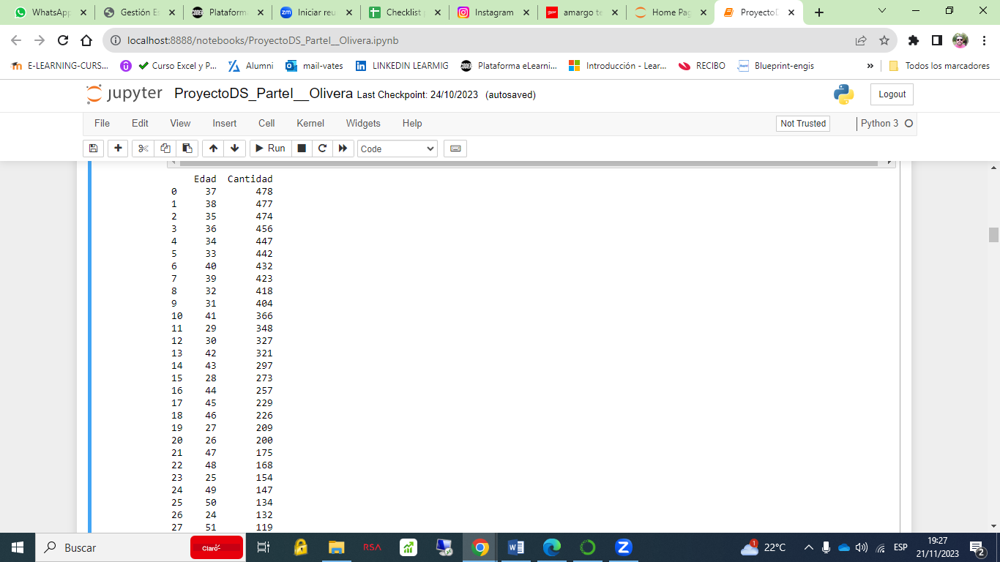 WhatsApp Gestión Es Plataforma Iniciar reu Checklist Instagram amargo te Home Pag ProyectoD
localhost:8888/notebooks/ProyectoDS_ParteI__Olivera.ipynb
E-LEARNING-CURS... Curso Excel y P... Alumni mail-vates LINKEDIN LEARMIG Plataforma eLearni... Introducción - Lear... RECIBO Blueprint-engis » Todos los marcadores
jupyter ProyectoDS_ParteI__Olivera Last Checkpoint: 24/10/2023 (autosaved) Logout
File Edit View Insert Cell Kernel Widgets Help Not Trusted Python 3
Run Code
Edad Cantidad
0 37 478
1 38 477
2 35 474
3 36 456
4 34 447
5 33 442
6 40 432
7 39 423
8 32 418
9 31 404
10 41 366
11 29 348
12 30 327
13 42 321
14 43 297
15 28 273
16 44 257
17 45 229
18 46 226
19 27 209
20 26 200
21 47 175
22 48 168
23 25 154
24 49 147
25 50 134
26 24 132
27 51 119
Buscar Claro RSA 1 22°C ESP 19:27
21/11/2023 2